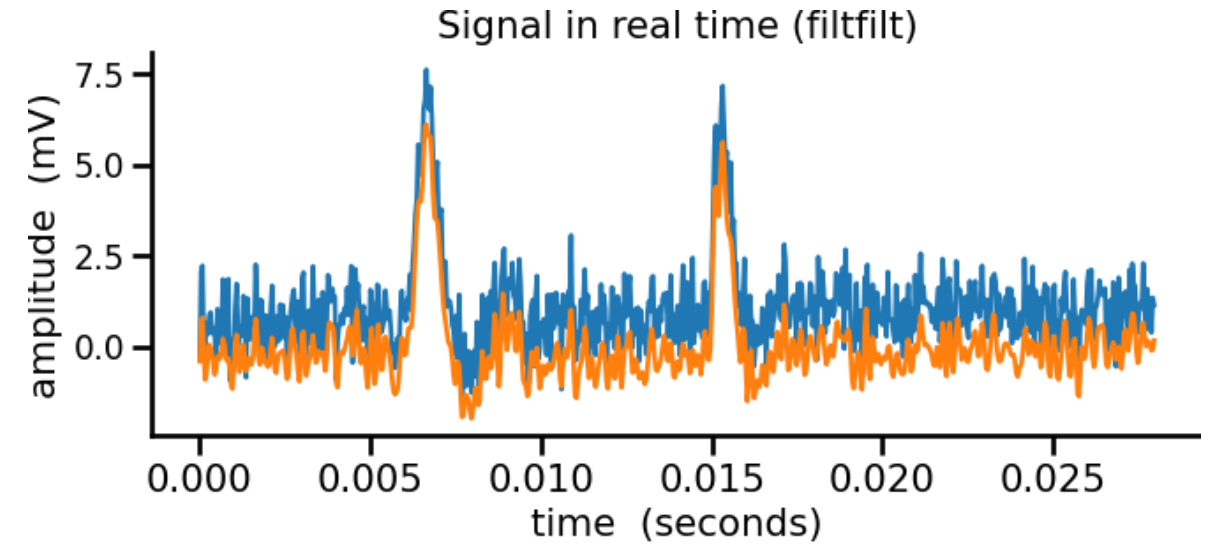 Signal in real time (filtfilt)
7.5
5.0
2.5
0.0
amplitude (mV)
0.000 0.005 0.010 0.015 0.020 0.025
time (seconds)